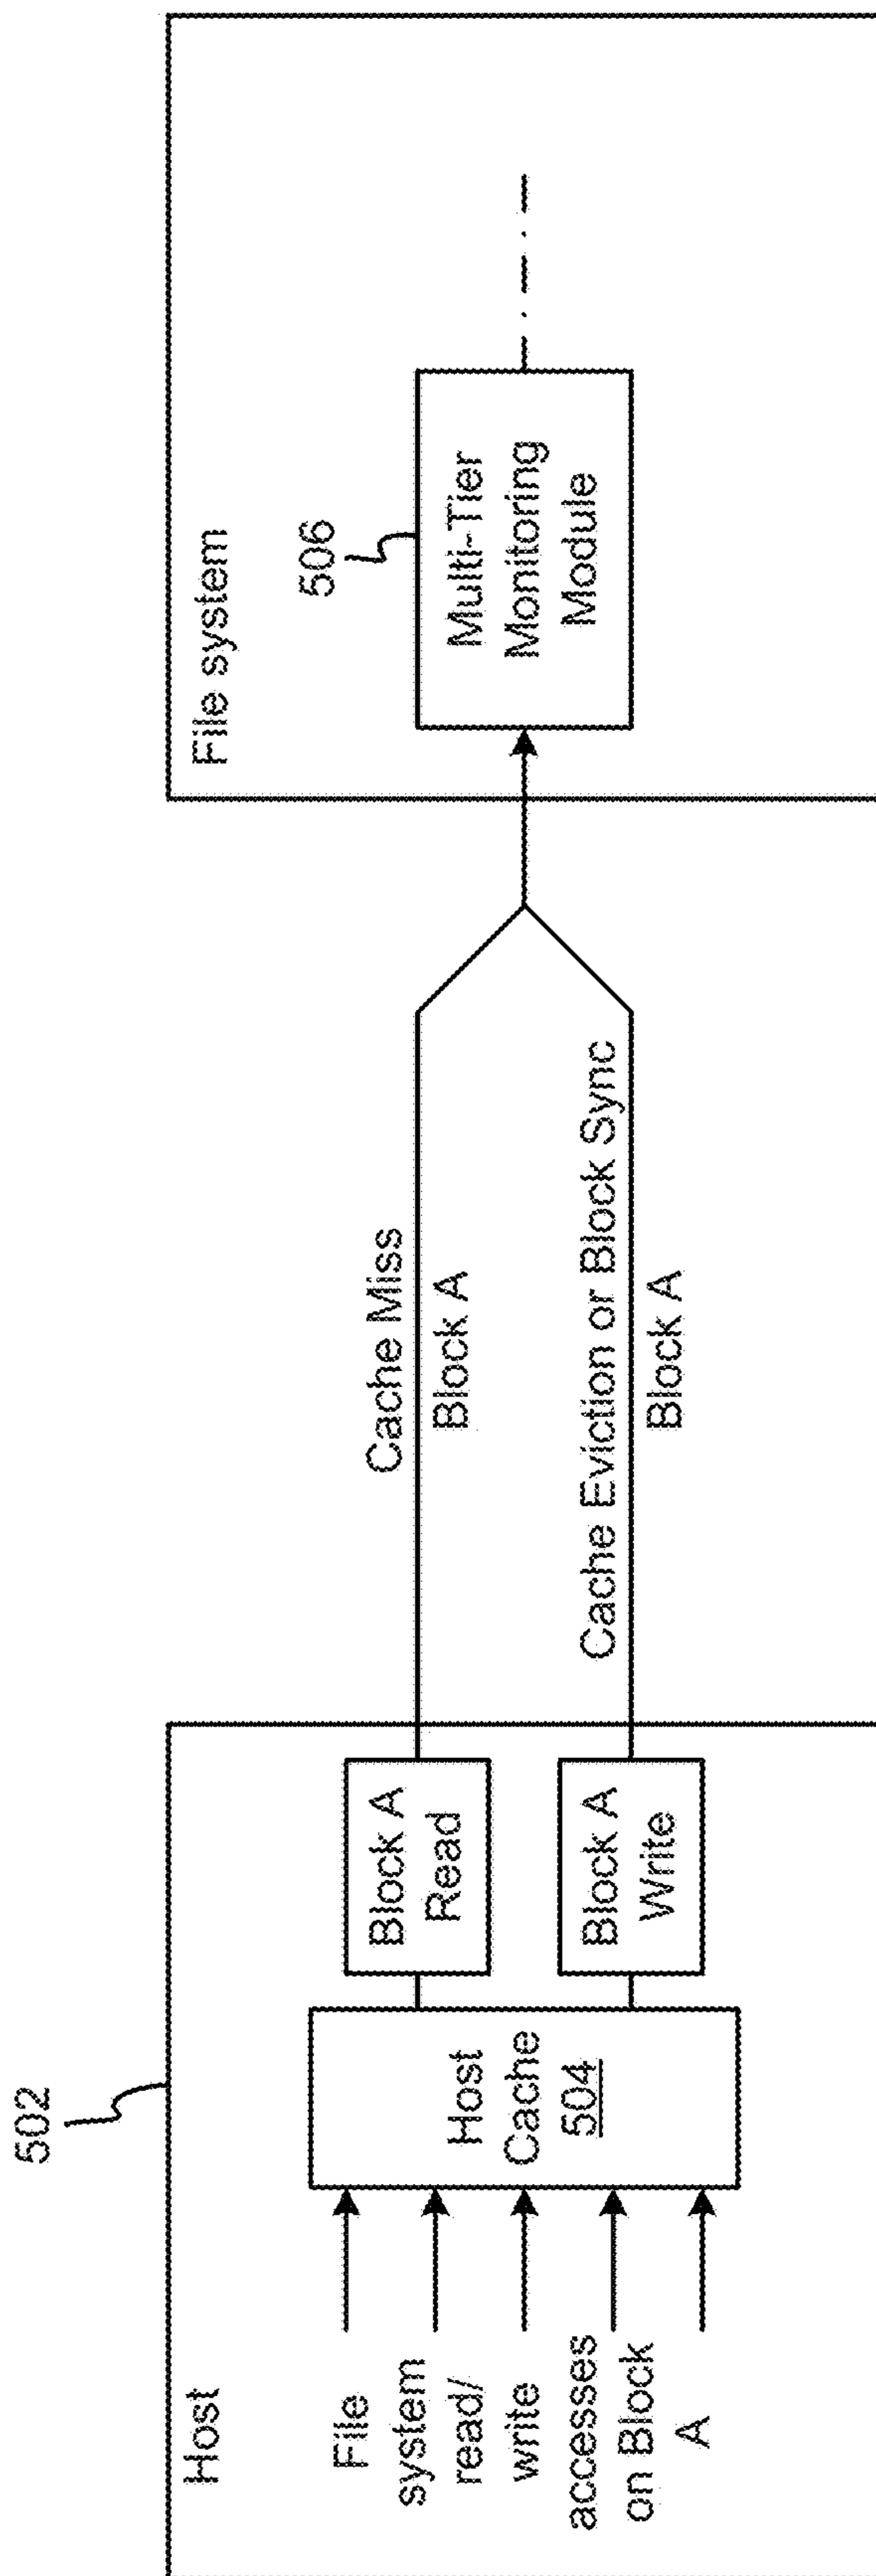 502
Host
File
system
read/
write
accesses
on Block
A
Host
Cache
504
Block A
Read
Block A
Write
Cache Miss
Block A
Cache Eviction or Block Sync
Block A
File system
506
Multi-Tier
Monitoring
Module